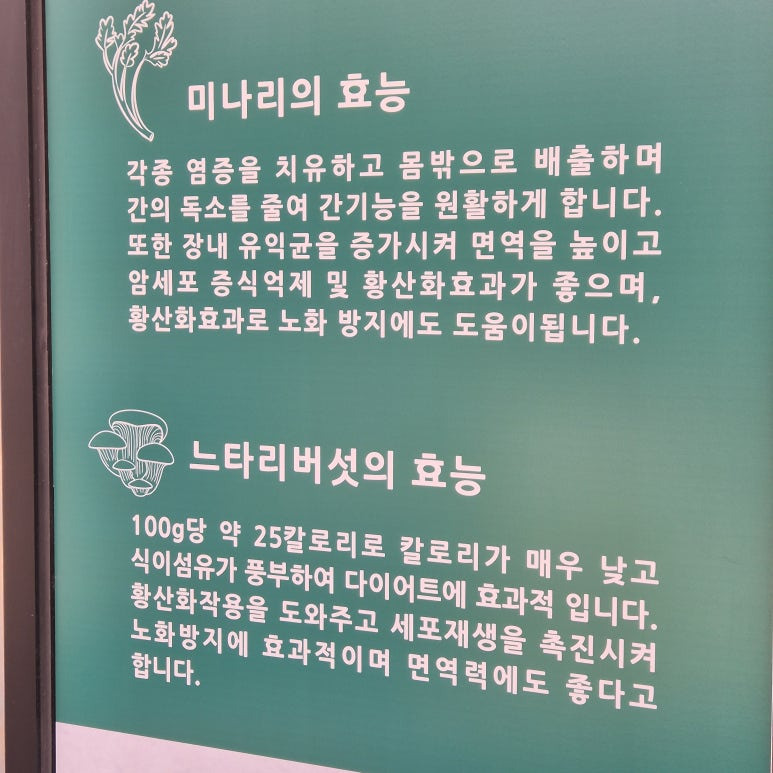 미나리의 효능
각종 염증을 치유하고 몸밖으로 배출하며
간의 독소를 줄여 간기능을 원활하게 합니다.
또한 장내 유익균을 증가시켜 면역을 높이고
암세포 증식억제 및 황산화효과가 좋으며,
황산화효과로 노화 방지에도 도움이됩니다.
느타리버섯의 효능
100g당 약 25칼로리로 칼로리가 매우 낮고
식이섬유가 풍부하여 다이어트에 효과적 입니다.
황산화작용을 도와주고 세포재생을 촉진시켜
노화방지에 효과적이며 면역력에도 좋다고
합니다.